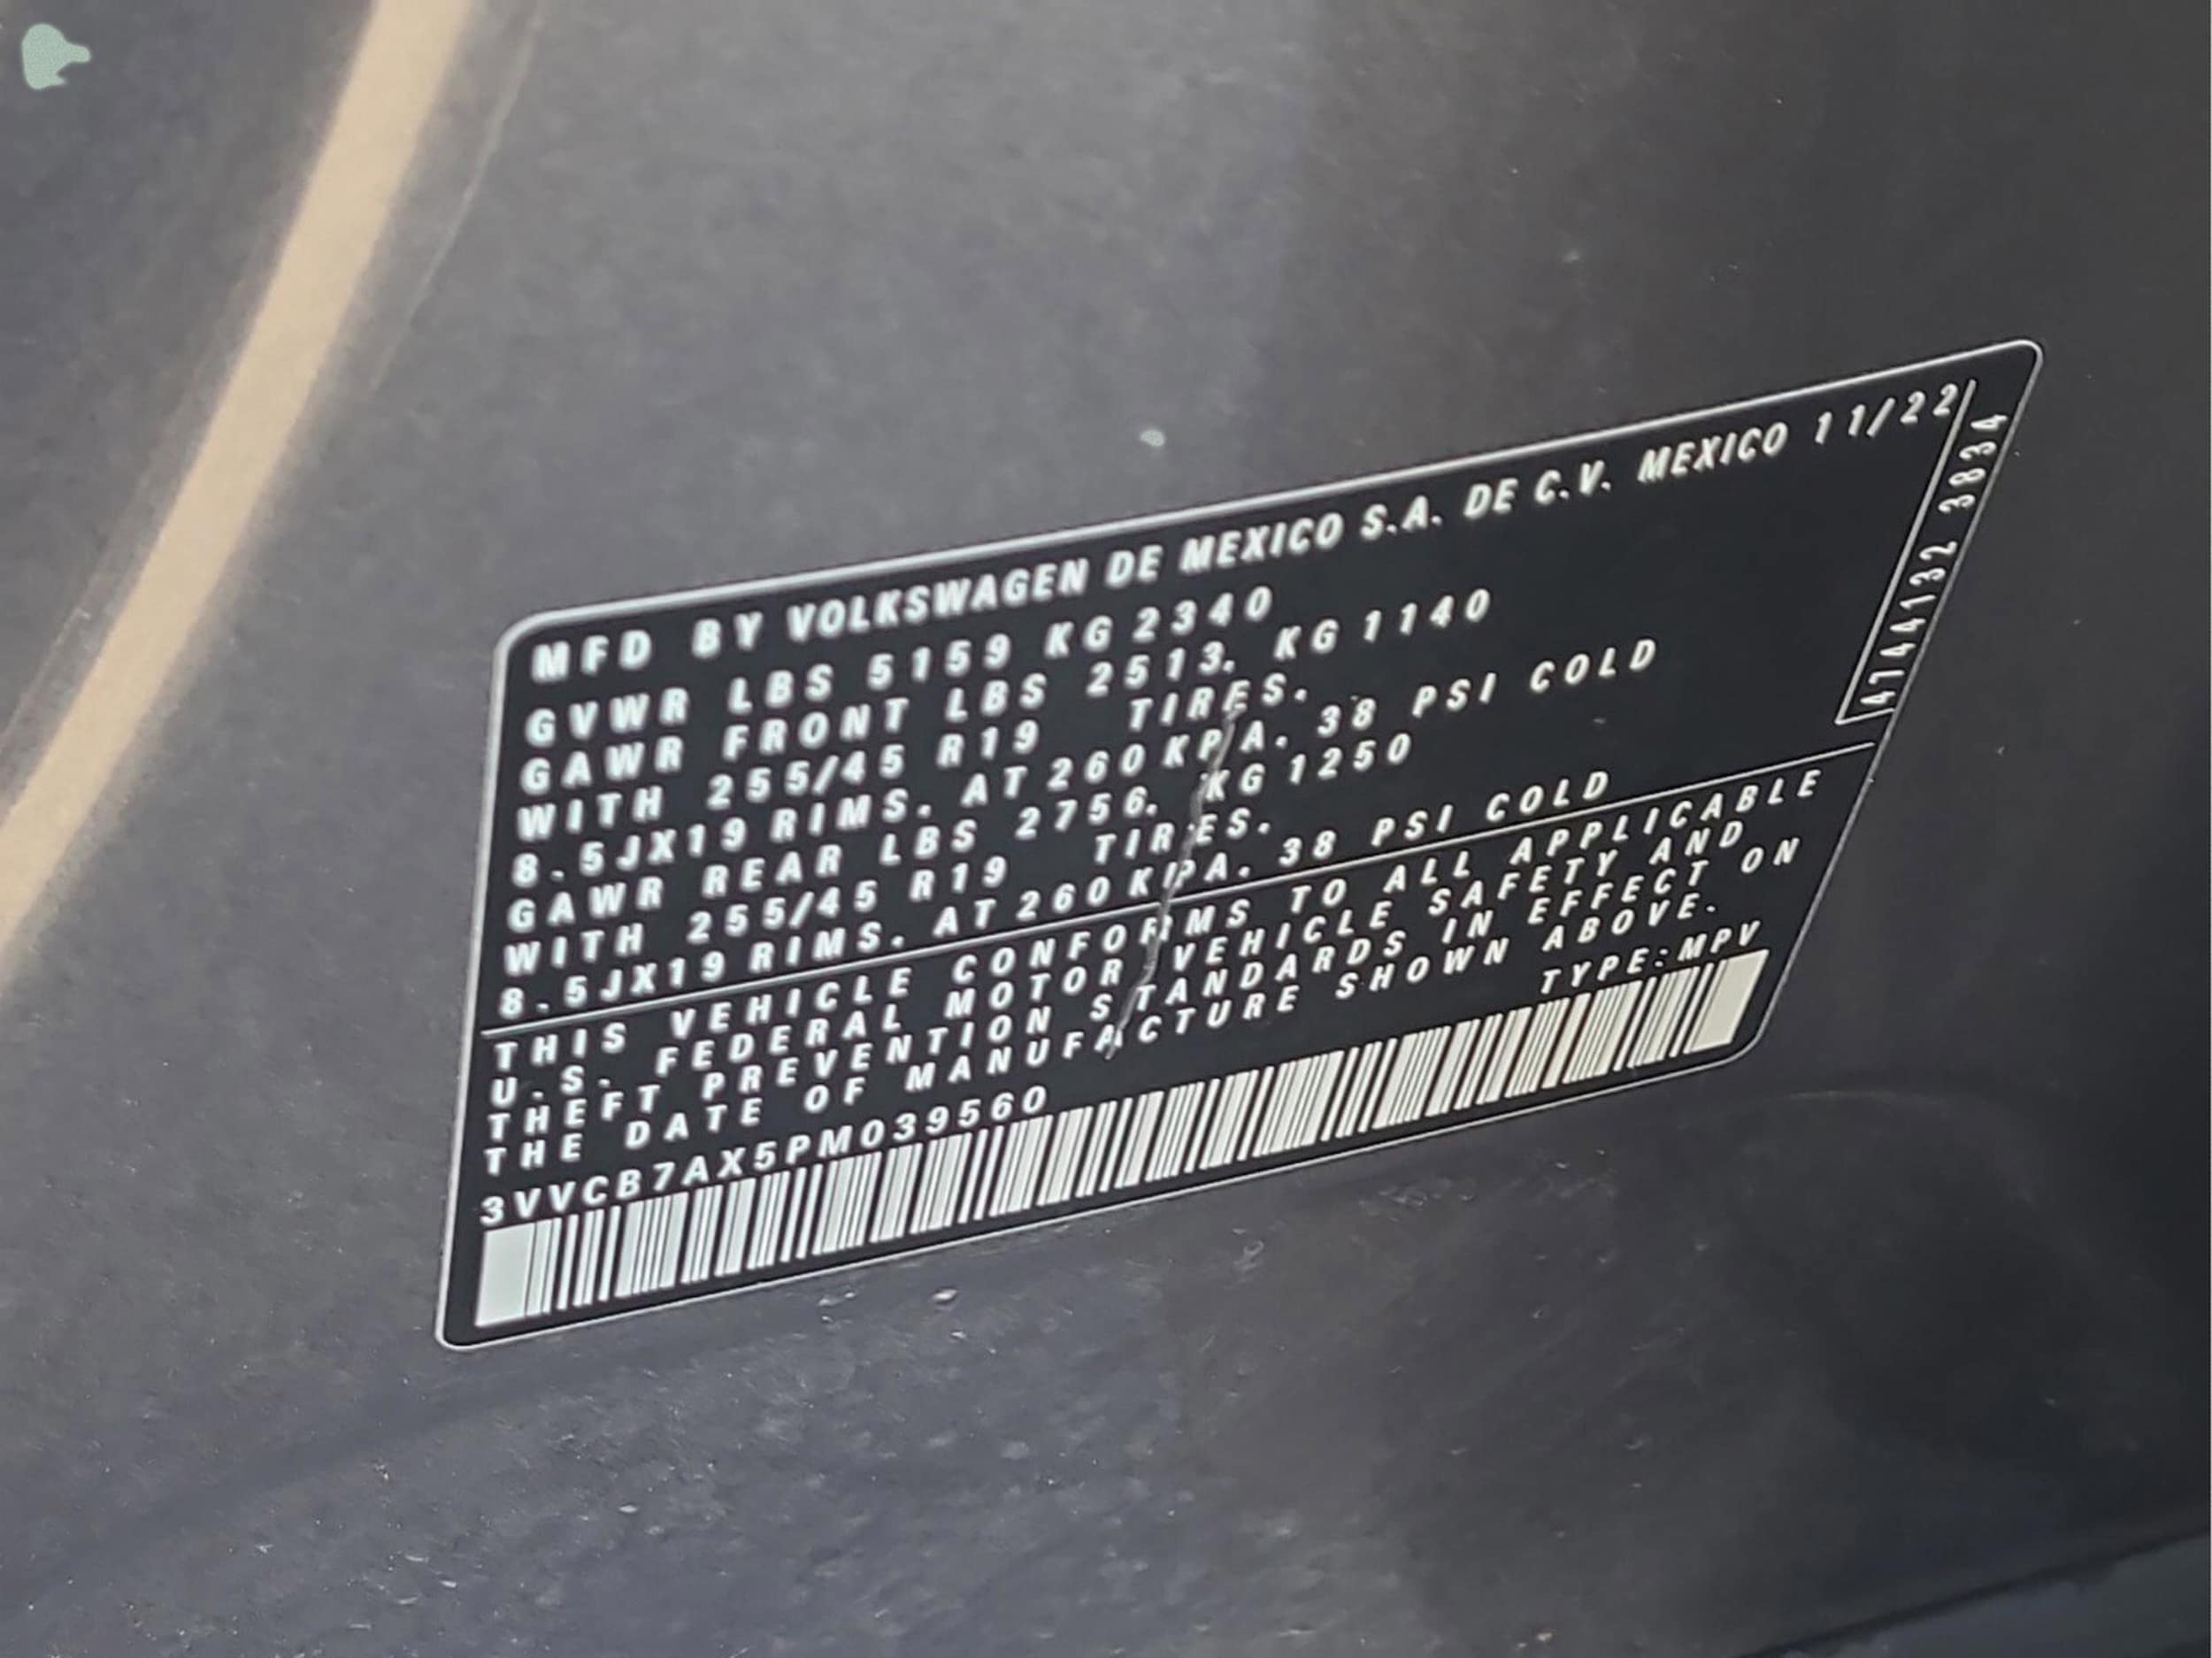 MFD BY VOLKSWAGEN DE MEXICO S.A. DE C.V. MEXICO 11/22
GVWR LBS 5159 KG 2340
GAWR FRONT LBS 2513. KG 1140
WITH 255/45 R19 TIRES.
8.5JX19 RIMS. AT 260 KPA. 38 PSI COLD
GAWR REAR LBS 2756. KG 1250
WITH 255/45 R19 TIRES.
8.5JX19 RIMS. AT 260 KPA. 38 PSI COLD
4744132 3834
THIS VEHICLE CONFORMS TO ALL APPLICABLE
U.S. FEDERAL MOTOR VEHICLE SAFETY AND
THEFT PREVENTION STANDARDS IN EFFECT ON
THE DATE OF MANUFACTURE SHOWN ABOVE.
3VVCB7AX5PM039560 TYPE:MPV